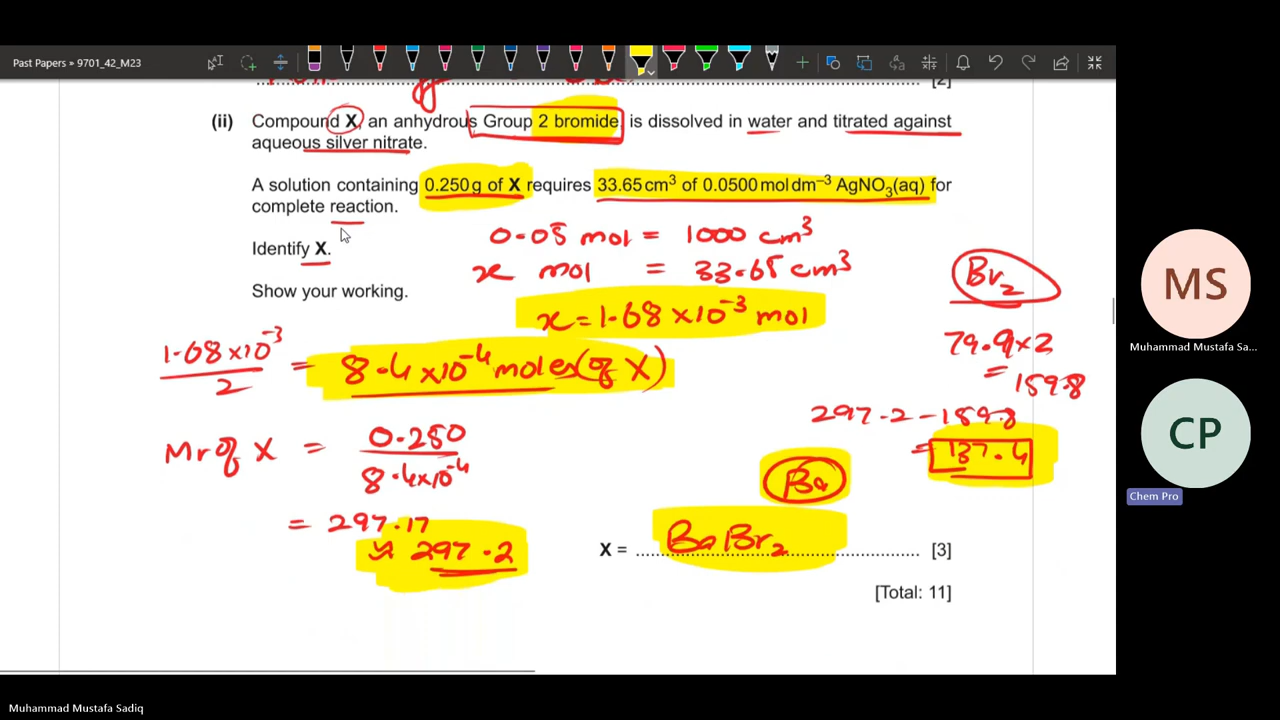 Past Papers » 9701_42_M23
[2]
(ii) Compound X, an anhydrous Group 2 bromide, is dissolved in water and titrated against
aqueous silver nitrate.
A solution containing 0.250 g of X requires 33.65 cm³ of 0.0500 mol dm⁻³ AgNO₃(aq) for
complete reaction.
Identify X.
Show your working.
0.05 mol = 1000 cm³
x mol = 33.65 cm³
x = 1.68 × 10⁻³ mol
1.68 × 10⁻³ / 2 = 8.4 × 10⁻⁴ moles (of X)
Mr of X = 0.250 / 8.4 × 10⁻⁴
= 297.17
≈ 297.2
Br₂
79.9 × 2
= 159.8
297.2 - 159.8
= 137.4
Ba
X = BaBr₂ [3]
[Total: 11]
MS
Muhammad Mustafa Sa...
CP
Chem Pro
Muhammad Mustafa Sadiq